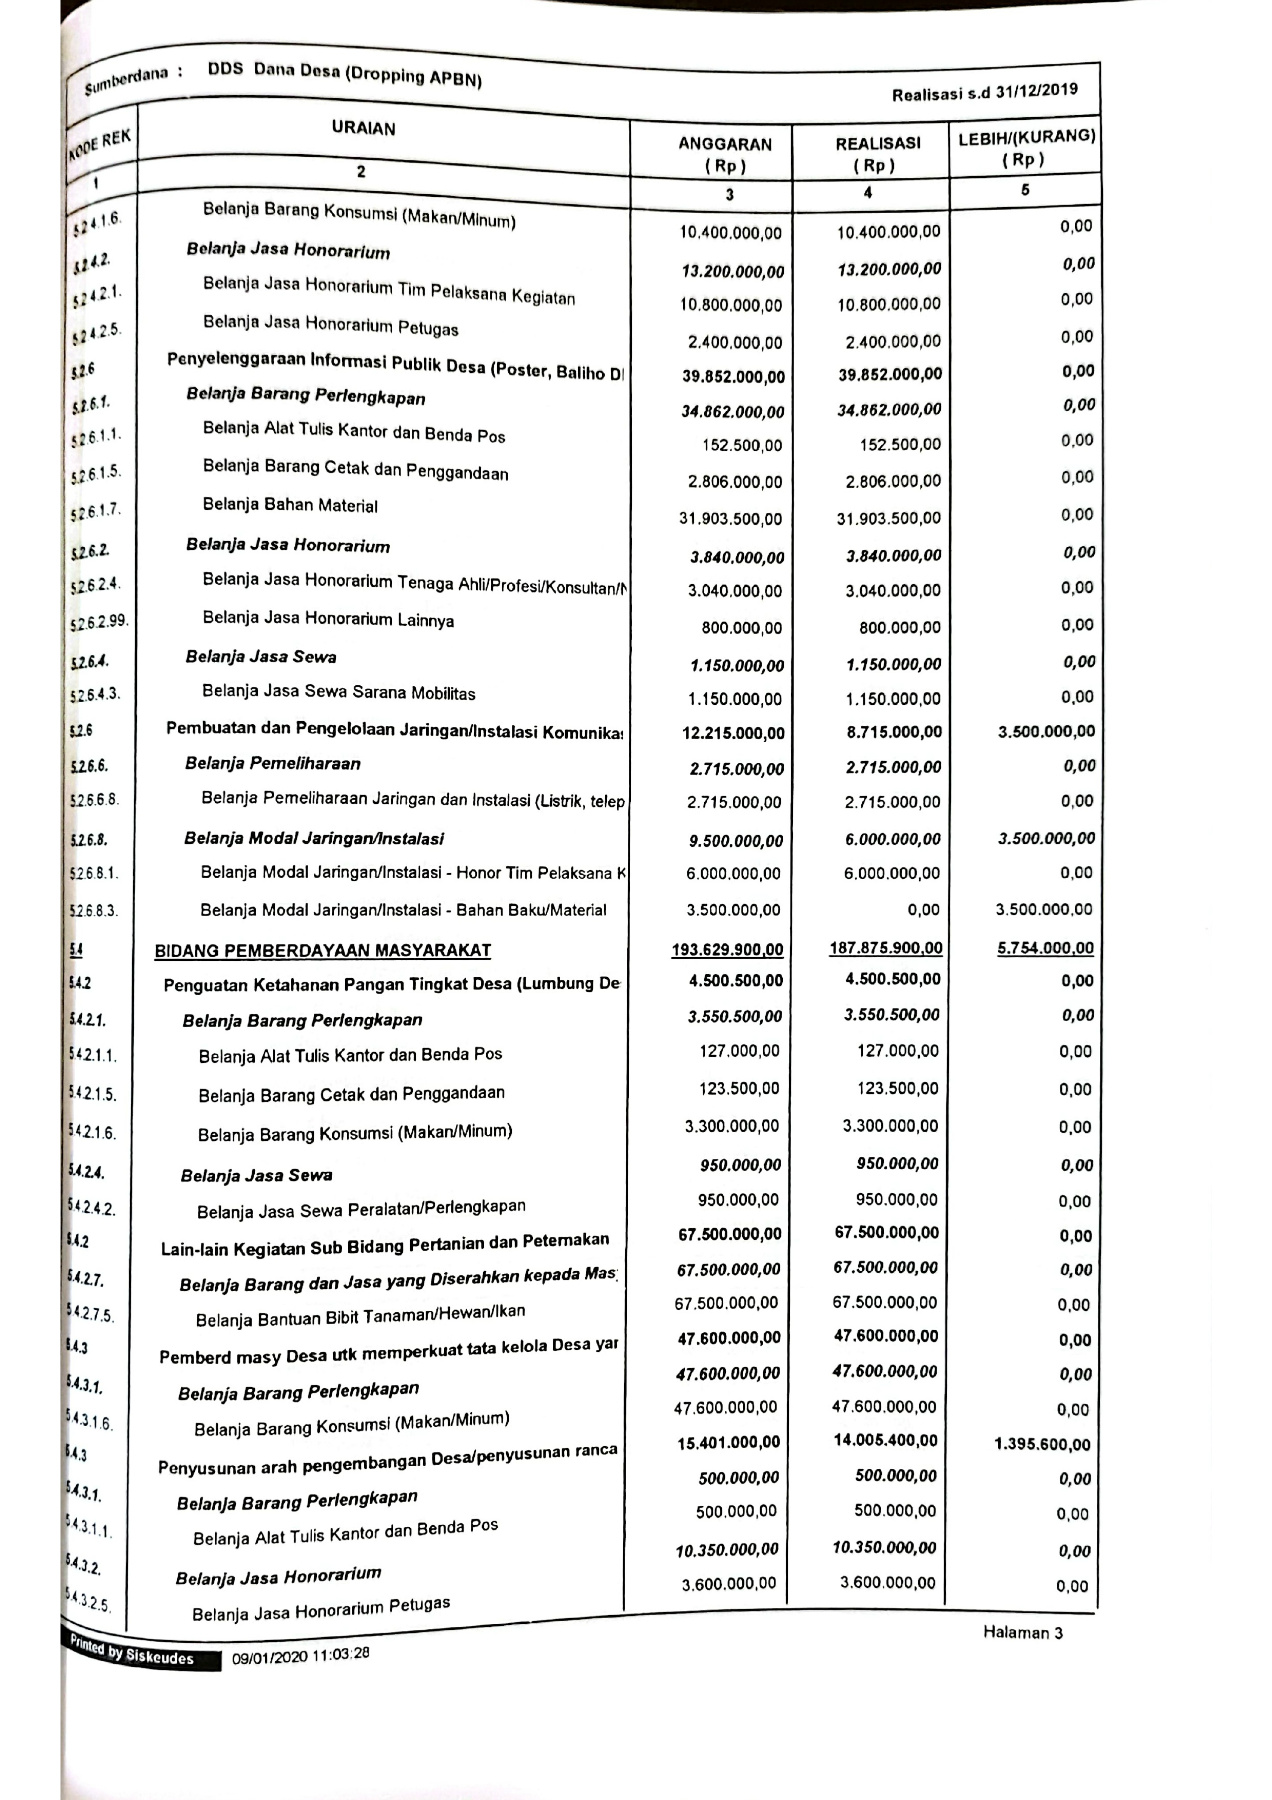 Sumberdana : DDS Dana Desa (Dropping APBN)
Realisasi s.d 31/12/2019
KODE REK URAIAN ANGGARAN (Rp) REALISASI (Rp) LEBIH/(KURANG) (Rp)
1 2 3 4 5
5.2.4.1.6. Belanja Barang Konsumsi (Makan/Minum) 10.400.000,00 10.400.000,00 0,00
5.2.4.2. Belanja Jasa Honorarium 13.200.000,00 13.200.000,00 0,00
5.2.4.2.1. Belanja Jasa Honorarium Tim Pelaksana Kegiatan 10.800.000,00 10.800.000,00 0,00
5.2.4.2.5. Belanja Jasa Honorarium Petugas 2.400.000,00 2.400.000,00 0,00
5.2.6 Penyelenggaraan Informasi Publik Desa (Poster, Baliho Dl 39.852.000,00 39.852.000,00 0,00
5.2.6.1. Belanja Barang Perlengkapan 34.862.000,00 34.862.000,00 0,00
5.2.6.1.1. Belanja Alat Tulis Kantor dan Benda Pos 152.500,00 152.500,00 0,00
5.2.6.1.5. Belanja Barang Cetak dan Penggandaan 2.806.000,00 2.806.000,00 0,00
5.2.6.1.7. Belanja Bahan Material 31.903.500,00 31.903.500,00 0,00
5.2.6.2. Belanja Jasa Honorarium 3.840.000,00 3.840.000,00 0,00
5.2.6.2.4. Belanja Jasa Honorarium Tenaga Ahli/Profesi/Konsultan/N 3.040.000,00 3.040.000,00 0,00
5.2.6.2.99. Belanja Jasa Honorarium Lainnya 800.000,00 800.000,00 0,00
5.2.6.4. Belanja Jasa Sewa 1.150.000,00 1.150.000,00 0,00
5.2.6.4.3. Belanja Jasa Sewa Sarana Mobilitas 1.150.000,00 1.150.000,00 0,00
5.2.6 Pembuatan dan Pengelolaan Jaringan/Instalasi Komunikas 12.215.000,00 8.715.000,00 3.500.000,00
5.2.6.6. Belanja Pemeliharaan 2.715.000,00 2.715.000,00 0,00
5.2.6.6.8. Belanja Pemeliharaan Jaringan dan Instalasi (Listrik, telep 2.715.000,00 2.715.000,00 0,00
5.2.6.8. Belanja Modal Jaringan/Instalasi 9.500.000,00 6.000.000,00 3.500.000,00
5.2.6.8.1. Belanja Modal Jaringan/Instalasi - Honor Tim Pelaksana K 6.000.000,00 6.000.000,00 0,00
5.2.6.8.3. Belanja Modal Jaringan/Instalasi - Bahan Baku/Material 3.500.000,00 0,00 3.500.000,00
5.4 BIDANG PEMBERDAYAAN MASYARAKAT 193.629.900,00 187.875.900,00 5.754.000,00
5.4.2 Penguatan Ketahanan Pangan Tingkat Desa (Lumbung De 4.500.500,00 4.500.500,00 0,00
5.4.2.1. Belanja Barang Perlengkapan 3.550.500,00 3.550.500,00 0,00
5.4.2.1.1. Belanja Alat Tulis Kantor dan Benda Pos 127.000,00 127.000,00 0,00
5.4.2.1.5. Belanja Barang Cetak dan Penggandaan 123.500,00 123.500,00 0,00
5.4.2.1.6. Belanja Barang Konsumsi (Makan/Minum) 3.300.000,00 3.300.000,00 0,00
5.4.2.4. Belanja Jasa Sewa 950.000,00 950.000,00 0,00
5.4.2.4.2. Belanja Jasa Sewa Peralatan/Perlengkapan 950.000,00 950.000,00 0,00
5.4.2 Lain-lain Kegiatan Sub Bidang Pertanian dan Peternakan 67.500.000,00 67.500.000,00 0,00
5.4.2.7. Belanja Barang dan Jasa yang Diserahkan kepada Mas 67.500.000,00 67.500.000,00 0,00
5.4.2.7.5. Belanja Bantuan Bibit Tanaman/Hewan/Ikan 67.500.000,00 67.500.000,00 0,00
5.4.3 Pemberd masy Desa utk memperkuat tata kelola Desa yan 47.600.000,00 47.600.000,00 0,00
5.4.3.1. Belanja Barang Perlengkapan 47.600.000,00 47.600.000,00 0,00
5.4.3.1.6. Belanja Barang Konsumsi (Makan/Minum) 47.600.000,00 47.600.000,00 0,00
5.4.3 Penyusunan arah pengembangan Desa/penyusunan ranca 15.401.000,00 14.005.400,00 1.395.600,00
5.4.3.1. Belanja Barang Perlengkapan 500.000,00 500.000,00 0,00
5.4.3.1.1. Belanja Alat Tulis Kantor dan Benda Pos 500.000,00 500.000,00 0,00
5.4.3.2. Belanja Jasa Honorarium 10.350.000,00 10.350.000,00 0,00
5.4.3.2.5. Belanja Jasa Honorarium Petugas 3.600.000,00 3.600.000,00 0,00
Printed by Siskeudes 09/01/2020 11:03:28
Halaman 3